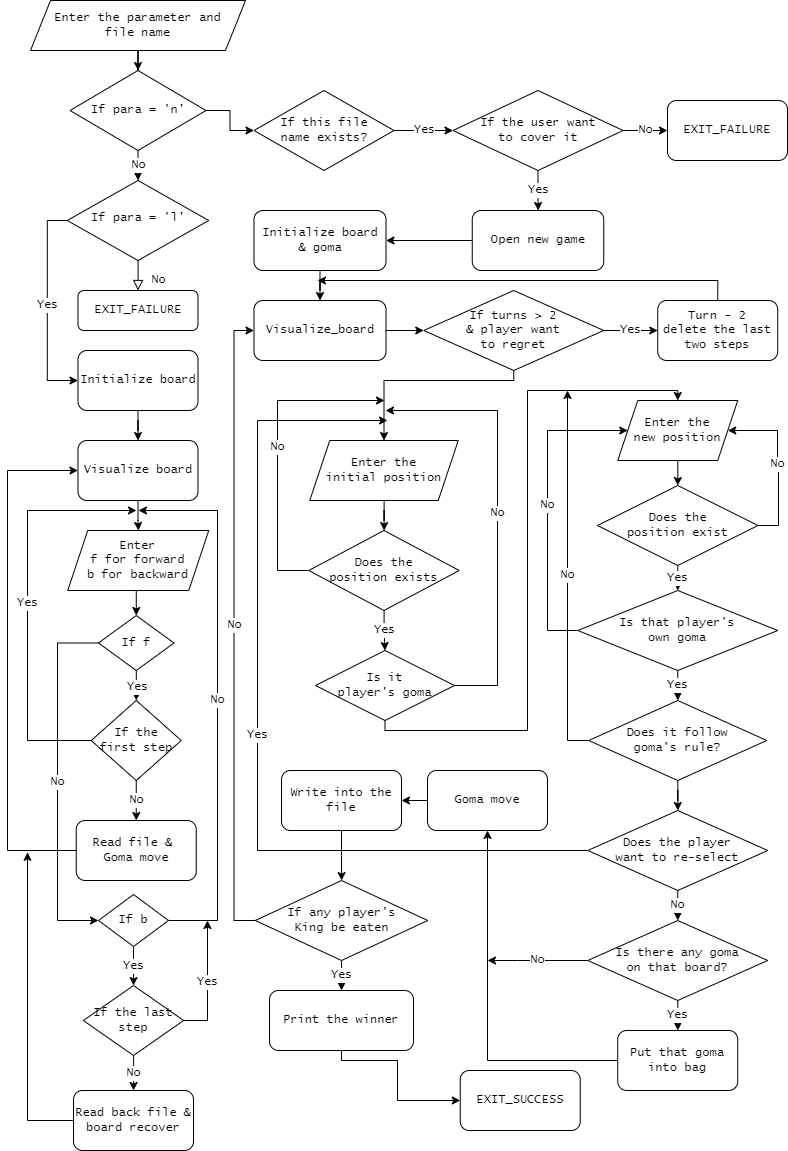 Enter the parameter and
file name
If para = 'n'
If this file
name exists?
Yes
If the user want
to cover it
No
EXIT_FAILURE
No
Yes
If para = 'l'
Initialize board
& goma
Open new game
No
Yes
EXIT_FAILURE
Visualize_board
If turns > 2
& player want
to regret
Yes
Turn - 2
delete the last
two steps
Initialize board
Visualize board
Enter
f for forward
b for backward
Yes
If f
Yes
If the
first step
No
No
No
Read file &
Goma move
If b
Yes
If the last
step
Yes
No
Read back file &
board recover
No
Enter the
initial position
No
Does the
position exists
Yes
Is it
player's goma
No
Yes
Enter the
new position
No
No
Does the
position exist
Yes
No
Is that player's
own goma
Yes
Does it follow
goma's rule?
Write into the
file
Goma move
Does the player
want to re-select
No
If any player's
King be eaten
Is there any goma
on that board?
No
Yes
Yes
Print the winner
Put that goma
into bag
EXIT_SUCCESS